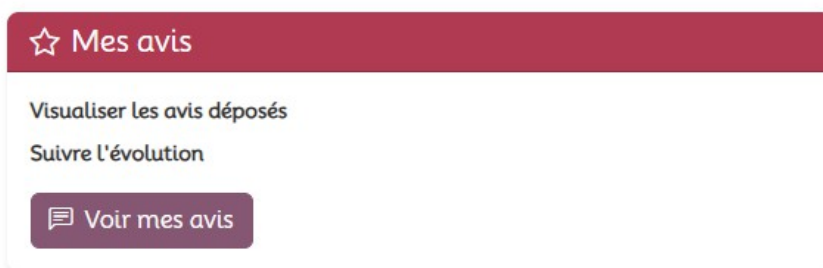 Mes avis
Visualiser les avis déposés
Suivre l'évolution
Voir mes avis